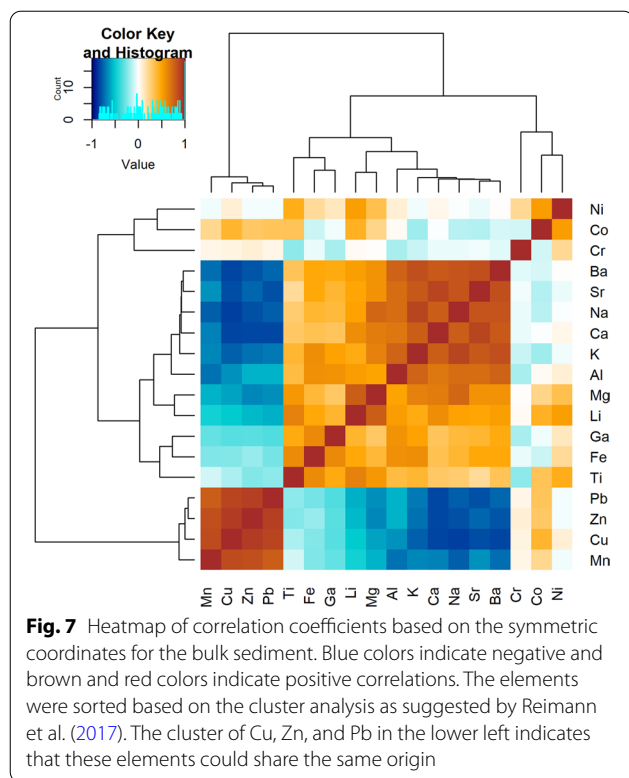 Color Key
and Histogram
Count
0 10
-1 0 1
Value
Ni
Co
Cr
Ba
Sr
Na
Ca
K
Al
Mg
Li
Ga
Fe
Ti
Pb
Zn
Cu
Mn
Mn Cu Zn Pb Ti Fe Ga Li Mg Al K Ca Na Sr Ba Cr Co Ni
Fig. 7 Heatmap of correlation coefficients based on the symmetric
coordinates for the bulk sediment. Blue colors indicate negative and
brown and red colors indicate positive correlations. The elements
were sorted based on the cluster analysis as suggested by Reimann
et al. (2017). The cluster of Cu, Zn, and Pb in the lower left indicates
that these elements could share the same origin